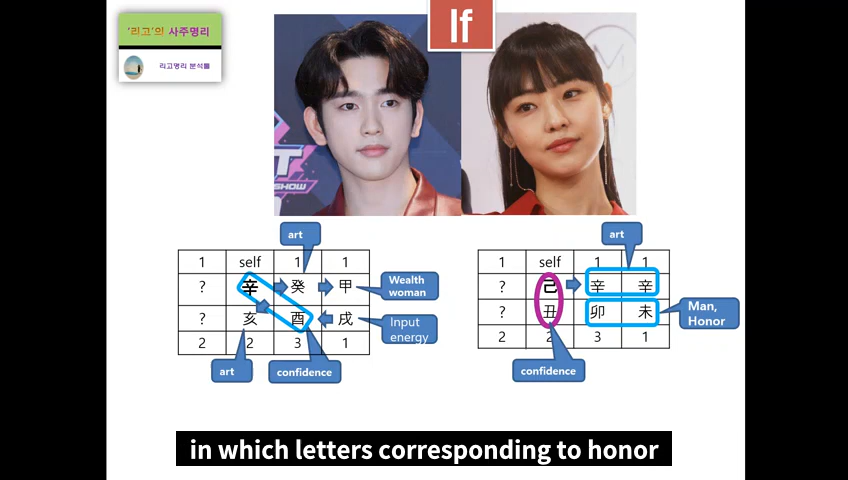 '리고'의 사주명리
리고명리 분석툴
If
M
T
SHOW
art
1 self 1 1
? 辛 癸 甲
? 亥 酉 戌
2 2 3 1
Wealth
woman
Input
energy
art
confidence
art
1 self 1 1
? 己 辛 辛
? 丑 卯 未
2 2 3 1
Man,
Honor
confidence
in which letters corresponding to honor